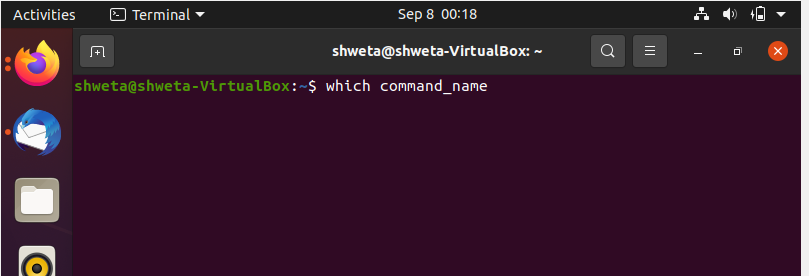 Activities Terminal Sep 8 00:18
shweta@shweta-VirtualBox: ~
shweta@shweta-VirtualBox:~$ which command_name